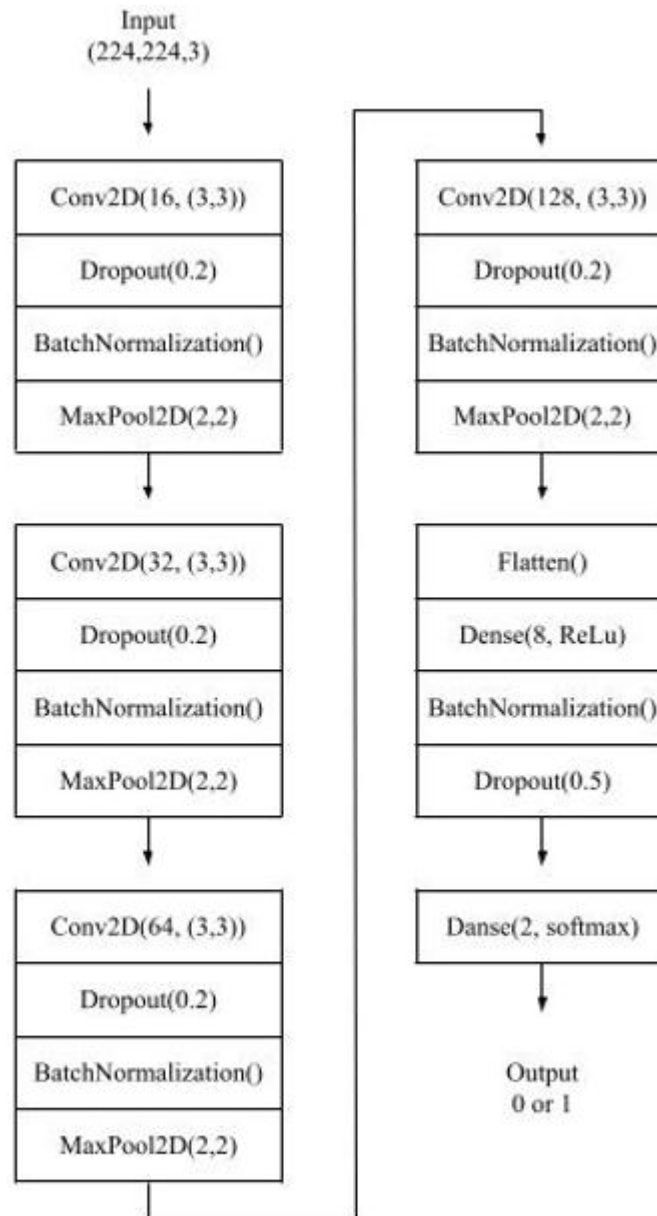 Input
(224,224,3)
Conv2D(16, (3,3))
Dropout(0.2)
BatchNormalization()
MaxPool2D(2,2)
Conv2D(32, (3,3))
Dropout(0.2)
BatchNormalization()
MaxPool2D(2,2)
Conv2D(64, (3,3))
Dropout(0.2)
BatchNormalization()
MaxPool2D(2,2)
Conv2D(128, (3,3))
Dropout(0.2)
BatchNormalization()
MaxPool2D(2,2)
Flatten()
Dense(8, ReLu)
BatchNormalization()
Dropout(0.5)
Danse(2, softmax)
Output
0 or 1